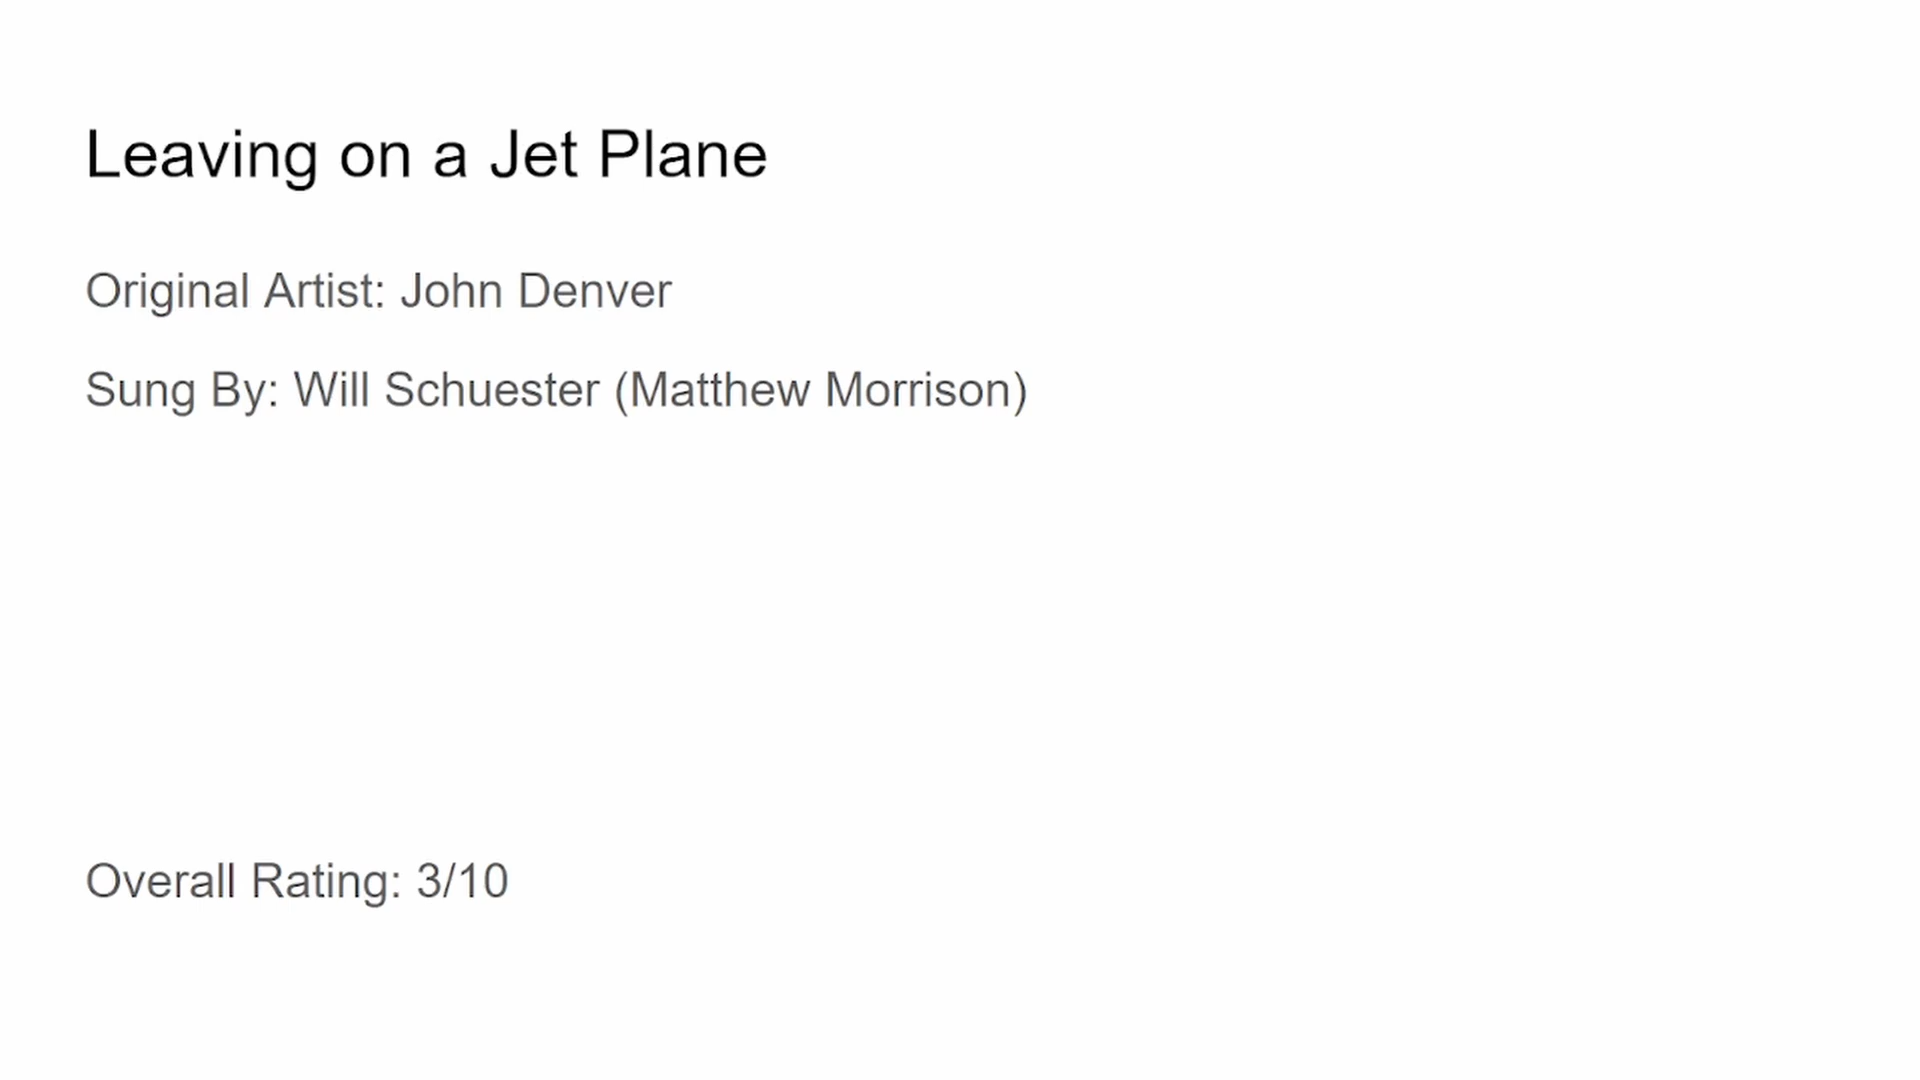 Leaving on a Jet Plane
Original Artist: John Denver
Sung By: Will Schuester (Matthew Morrison)
Overall Rating: 3/10